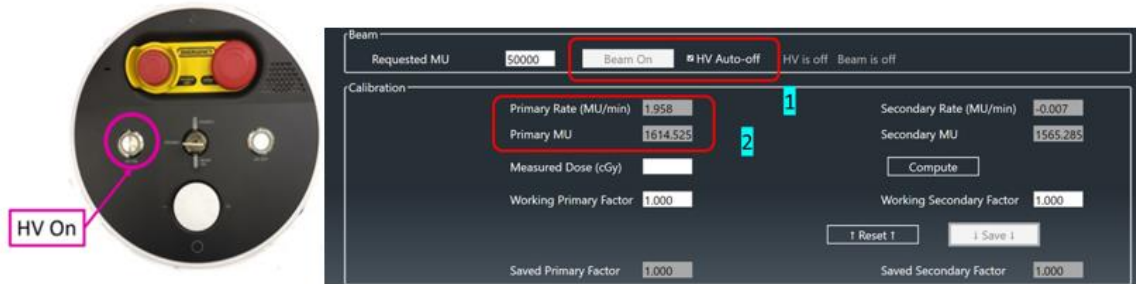 EMERGENCY
HV On
Beam
Requested MU 50000 Beam On HV Auto-off HV is off Beam is off
1
Calibration
Primary Rate (MU/min) 1.958 Secondary Rate (MU/min) -0.007
Primary MU 1614.525 Secondary MU 1565.285
2
Measured Dose (cGy) Compute
Working Primary Factor 1.000 Working Secondary Factor 1.000
↑ Reset ↑ ↓ Save ↓
Saved Primary Factor 1.000 Saved Secondary Factor 1.000